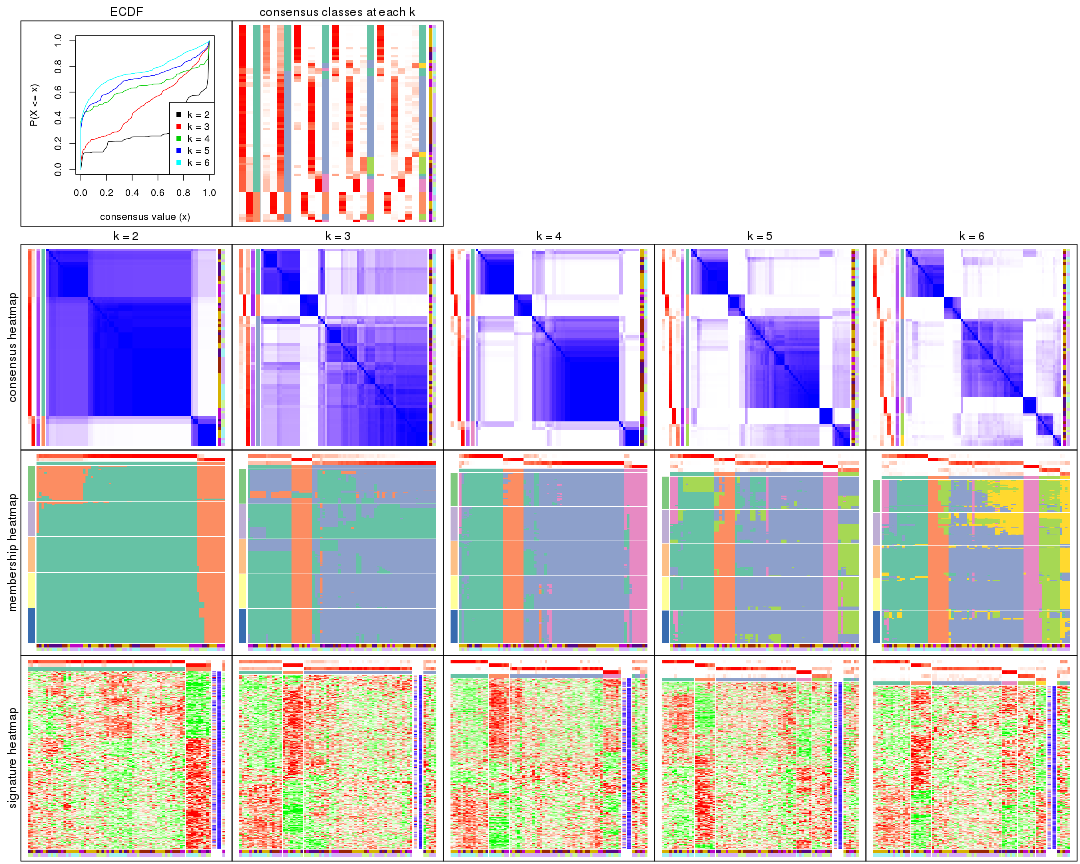 ECDF
consensus classes at each k
P(X <= x)
0.0
0.2
0.4
0.6
0.8
1.0
0.0 0.2 0.4 0.6 0.8 1.0
consensus value (x)
k = 2
k = 3
k = 4
k = 5
k = 6
k = 2
k = 3
k = 4
k = 5
k = 6
consensus heatmap
membership heatmap
signature heatmap